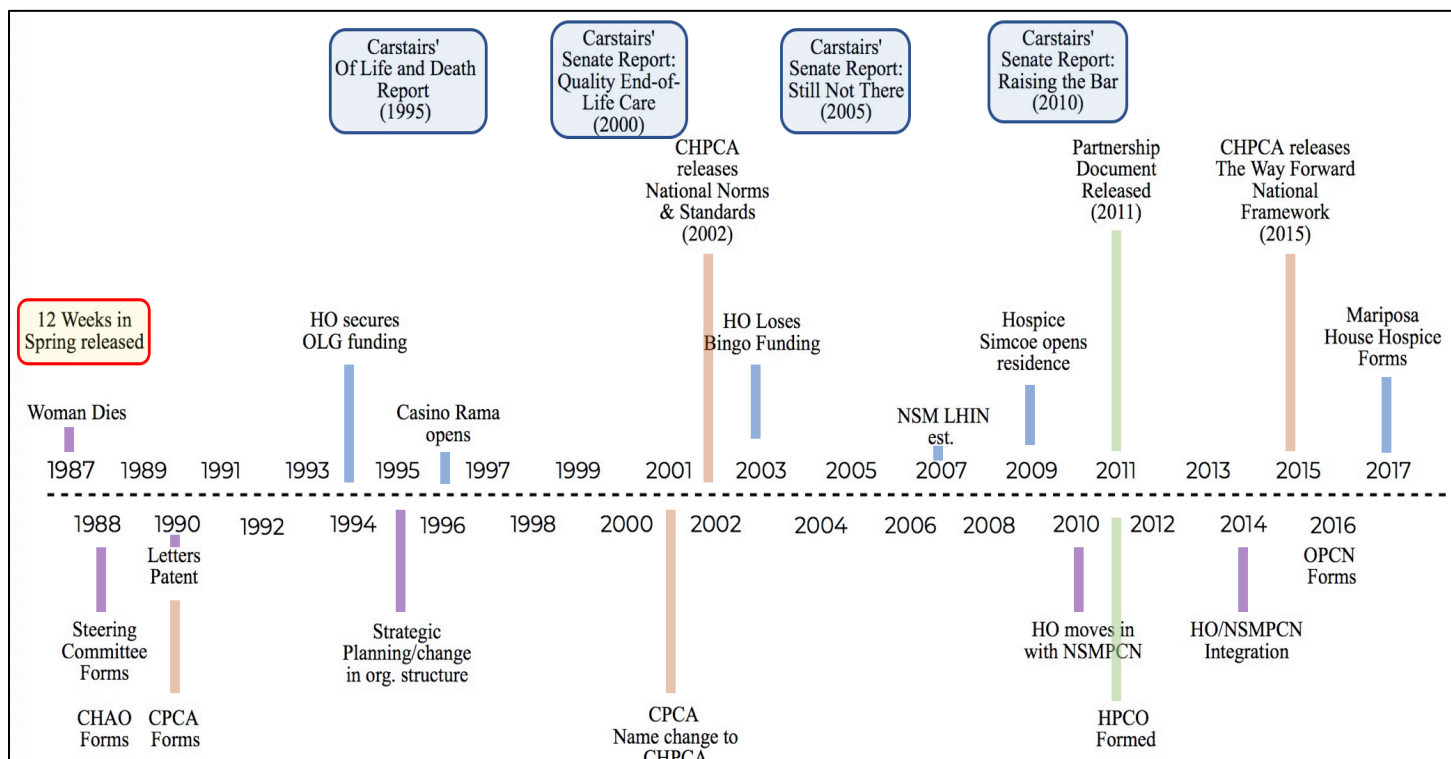 Carstairs'
Of Life and Death
Report
(1995)
Carstairs'
Senate Report:
Quality End-of-
Life Care
(2000)
Carstairs'
Senate Report:
Still Not There
(2005)
Carstairs'
Senate Report:
Raising the Bar
(2010)
CHPCA
releases
National Norms
& Standards
(2002)
Partnership
Document
Released
(2011)
CHPCA releases
The Way Forward
National
Framework
(2015)
12 Weeks in
Spring released
HO secures
OLG funding
HO Loses
Bingo Funding
Hospice
Simcoe opens
residence
Mariposa
House Hospice
Forms
Woman Dies
Casino Rama
opens
NSM LHIN
est.
1987 1989 1991 1993 1995 1997 1999 2001 2003 2005 2007 2009 2011 2013 2015 2017
1988 1990 1992 1994 1996 1998 2000 2002 2004 2006 2008 2010 2012 2014 2016
Letters
Patent
OPCN
Forms
Steering
Committee
Forms
Strategic
Planning/change
in org. structure
HO moves in
with NSMPCN
HO/NSMPCN
Integration
CHAO
Forms
CPCA
Forms
CPCA
Name change to
CHPCA
HPCO
Formed